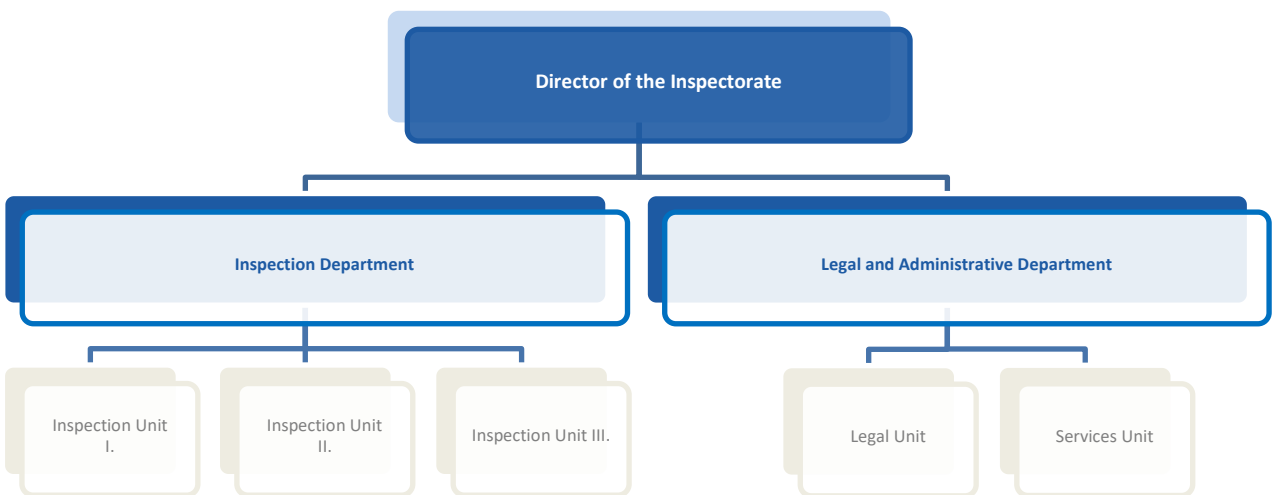 Director of the Inspectorate
Inspection Department
Legal and Administrative Department
Inspection Unit
I.
Inspection Unit
II.
Inspection Unit III.
Legal Unit
Services Unit